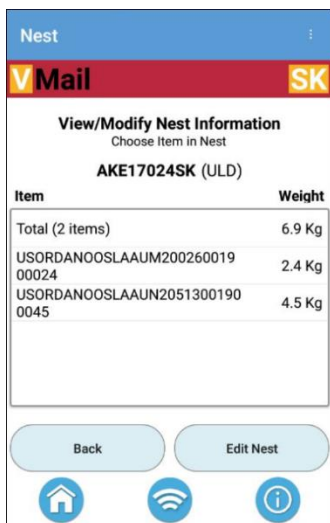 Nest
VMail SK
View/Modify Nest Information
Choose Item in Nest
AKE17024SK (ULD)
Item Weight
Total (2 items) 6.9 Kg
USORDANOOSLAAUM200260019
00024 2.4 Kg
USORDANOOSLAAUN2051300190
0045 4.5 Kg
Back Edit Nest